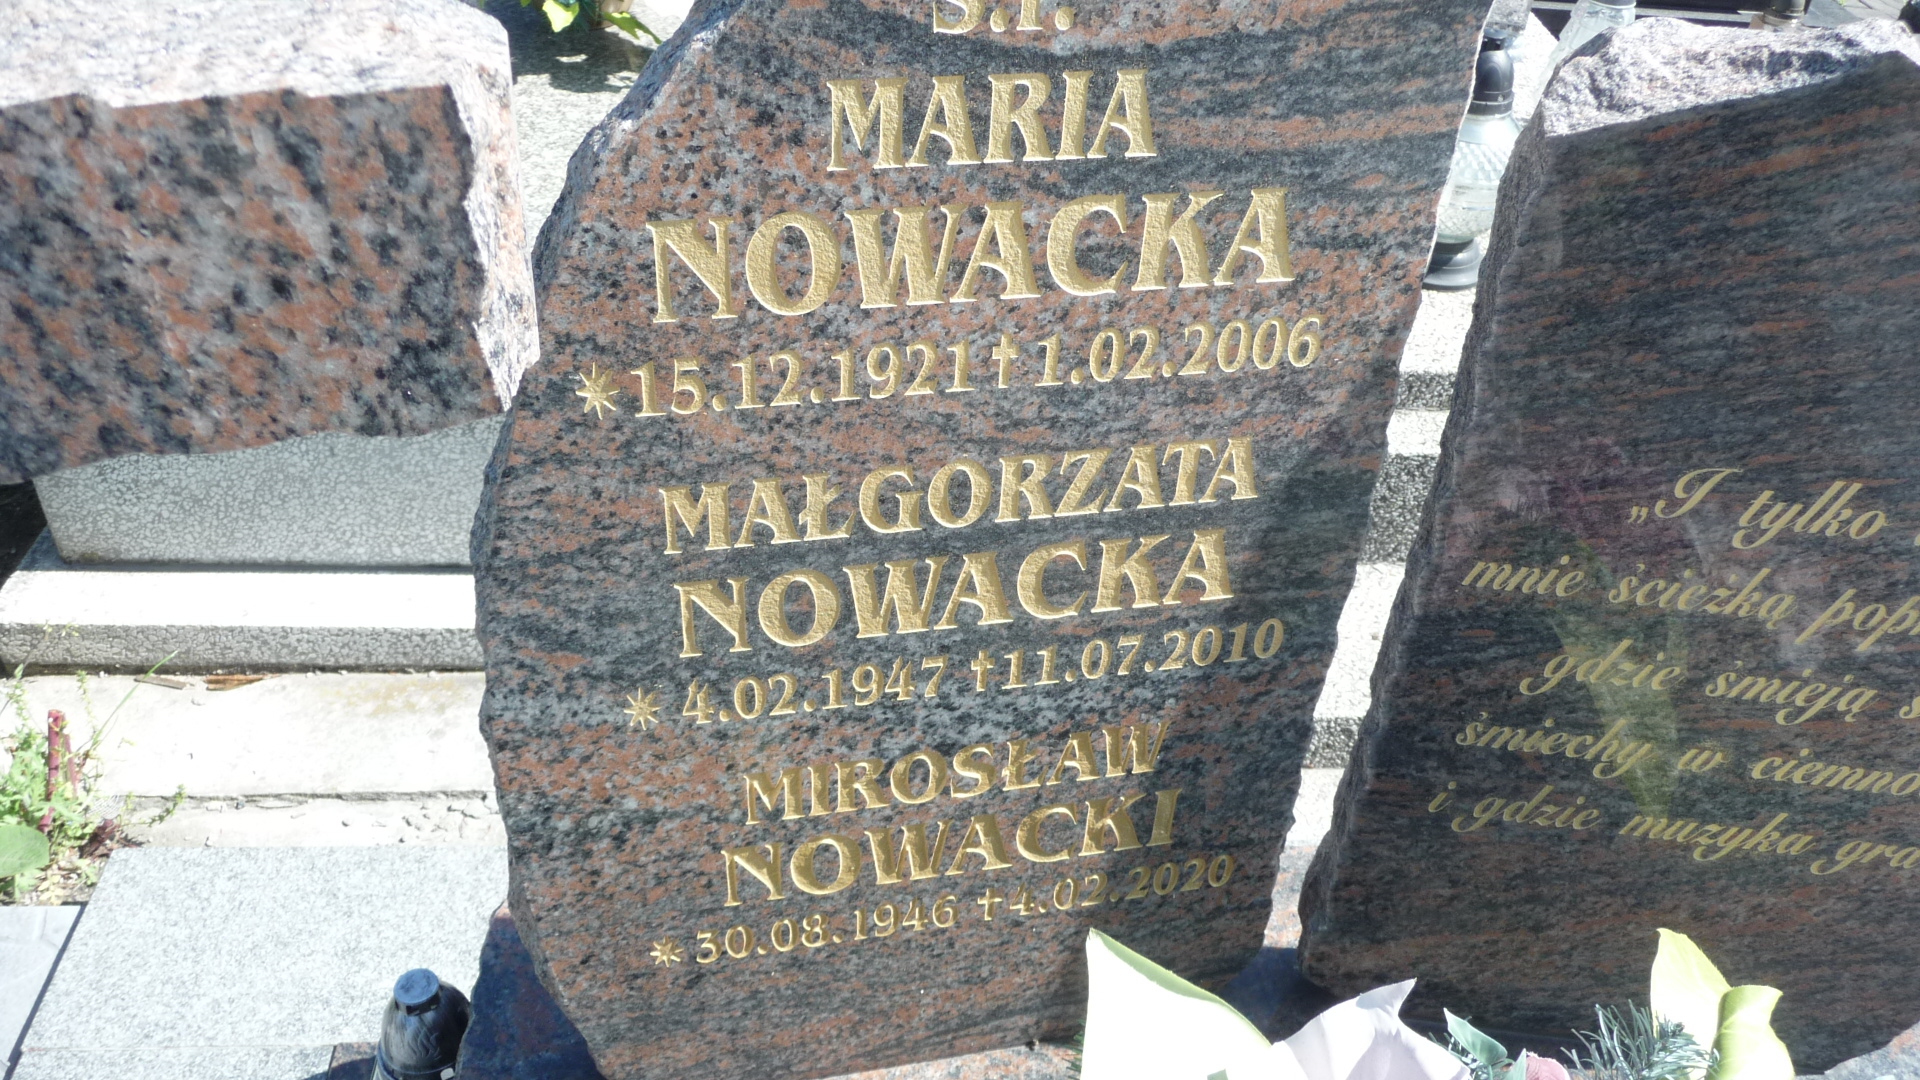 Ś.P.
MARIA
NOWACKA
*15.12.1921 †1.02.2006
MAŁGORZATA
NOWACKA
* 4.02.1947 †11.07.2010
MIROSŁAW
NOWACKI
* 30.08.1946 †4.02.2020
„I tylko
mnie ścieżką
gdzie śmieją
śmiechy w
i gdzie muzyka